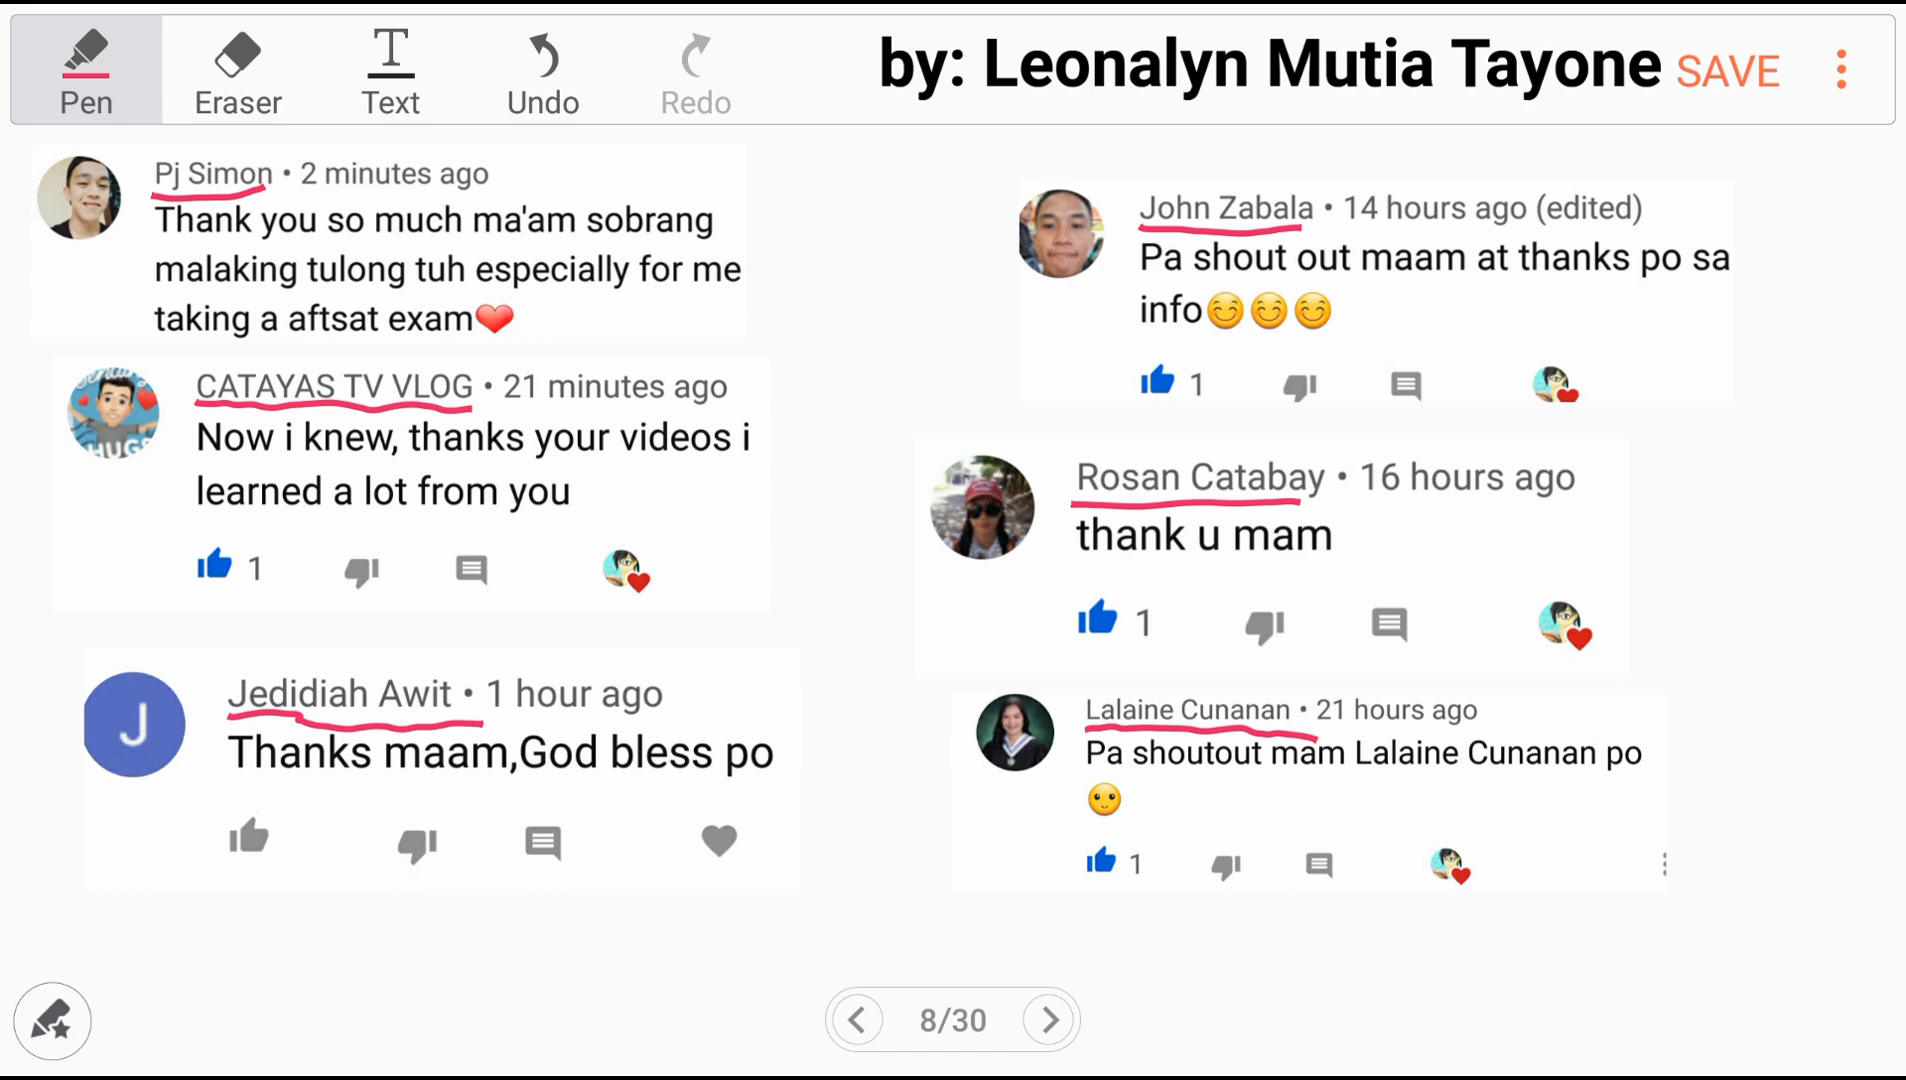 Pen
Eraser
Text
Undo
Redo
by: Leonalyn Mutia Tayone
SAVE
Pj Simon • 2 minutes ago
Thank you so much ma'am sobrang
malaking tulong tuh especially for me
taking a aftsat exam❤
CATAYAS TV VLOG • 21 minutes ago
Now i knew, thanks your videos i
learned a lot from you
1
HUGS
J
Jedidiah Awit • 1 hour ago
Thanks maam,God bless po
John Zabala • 14 hours ago (edited)
Pa shout out maam at thanks po sa
info😊😊😊
1
Rosan Catabay • 16 hours ago
thank u mam
1
Lalaine Cunanan • 21 hours ago
Pa shoutout mam Lalaine Cunanan po
🙂
1
8/30